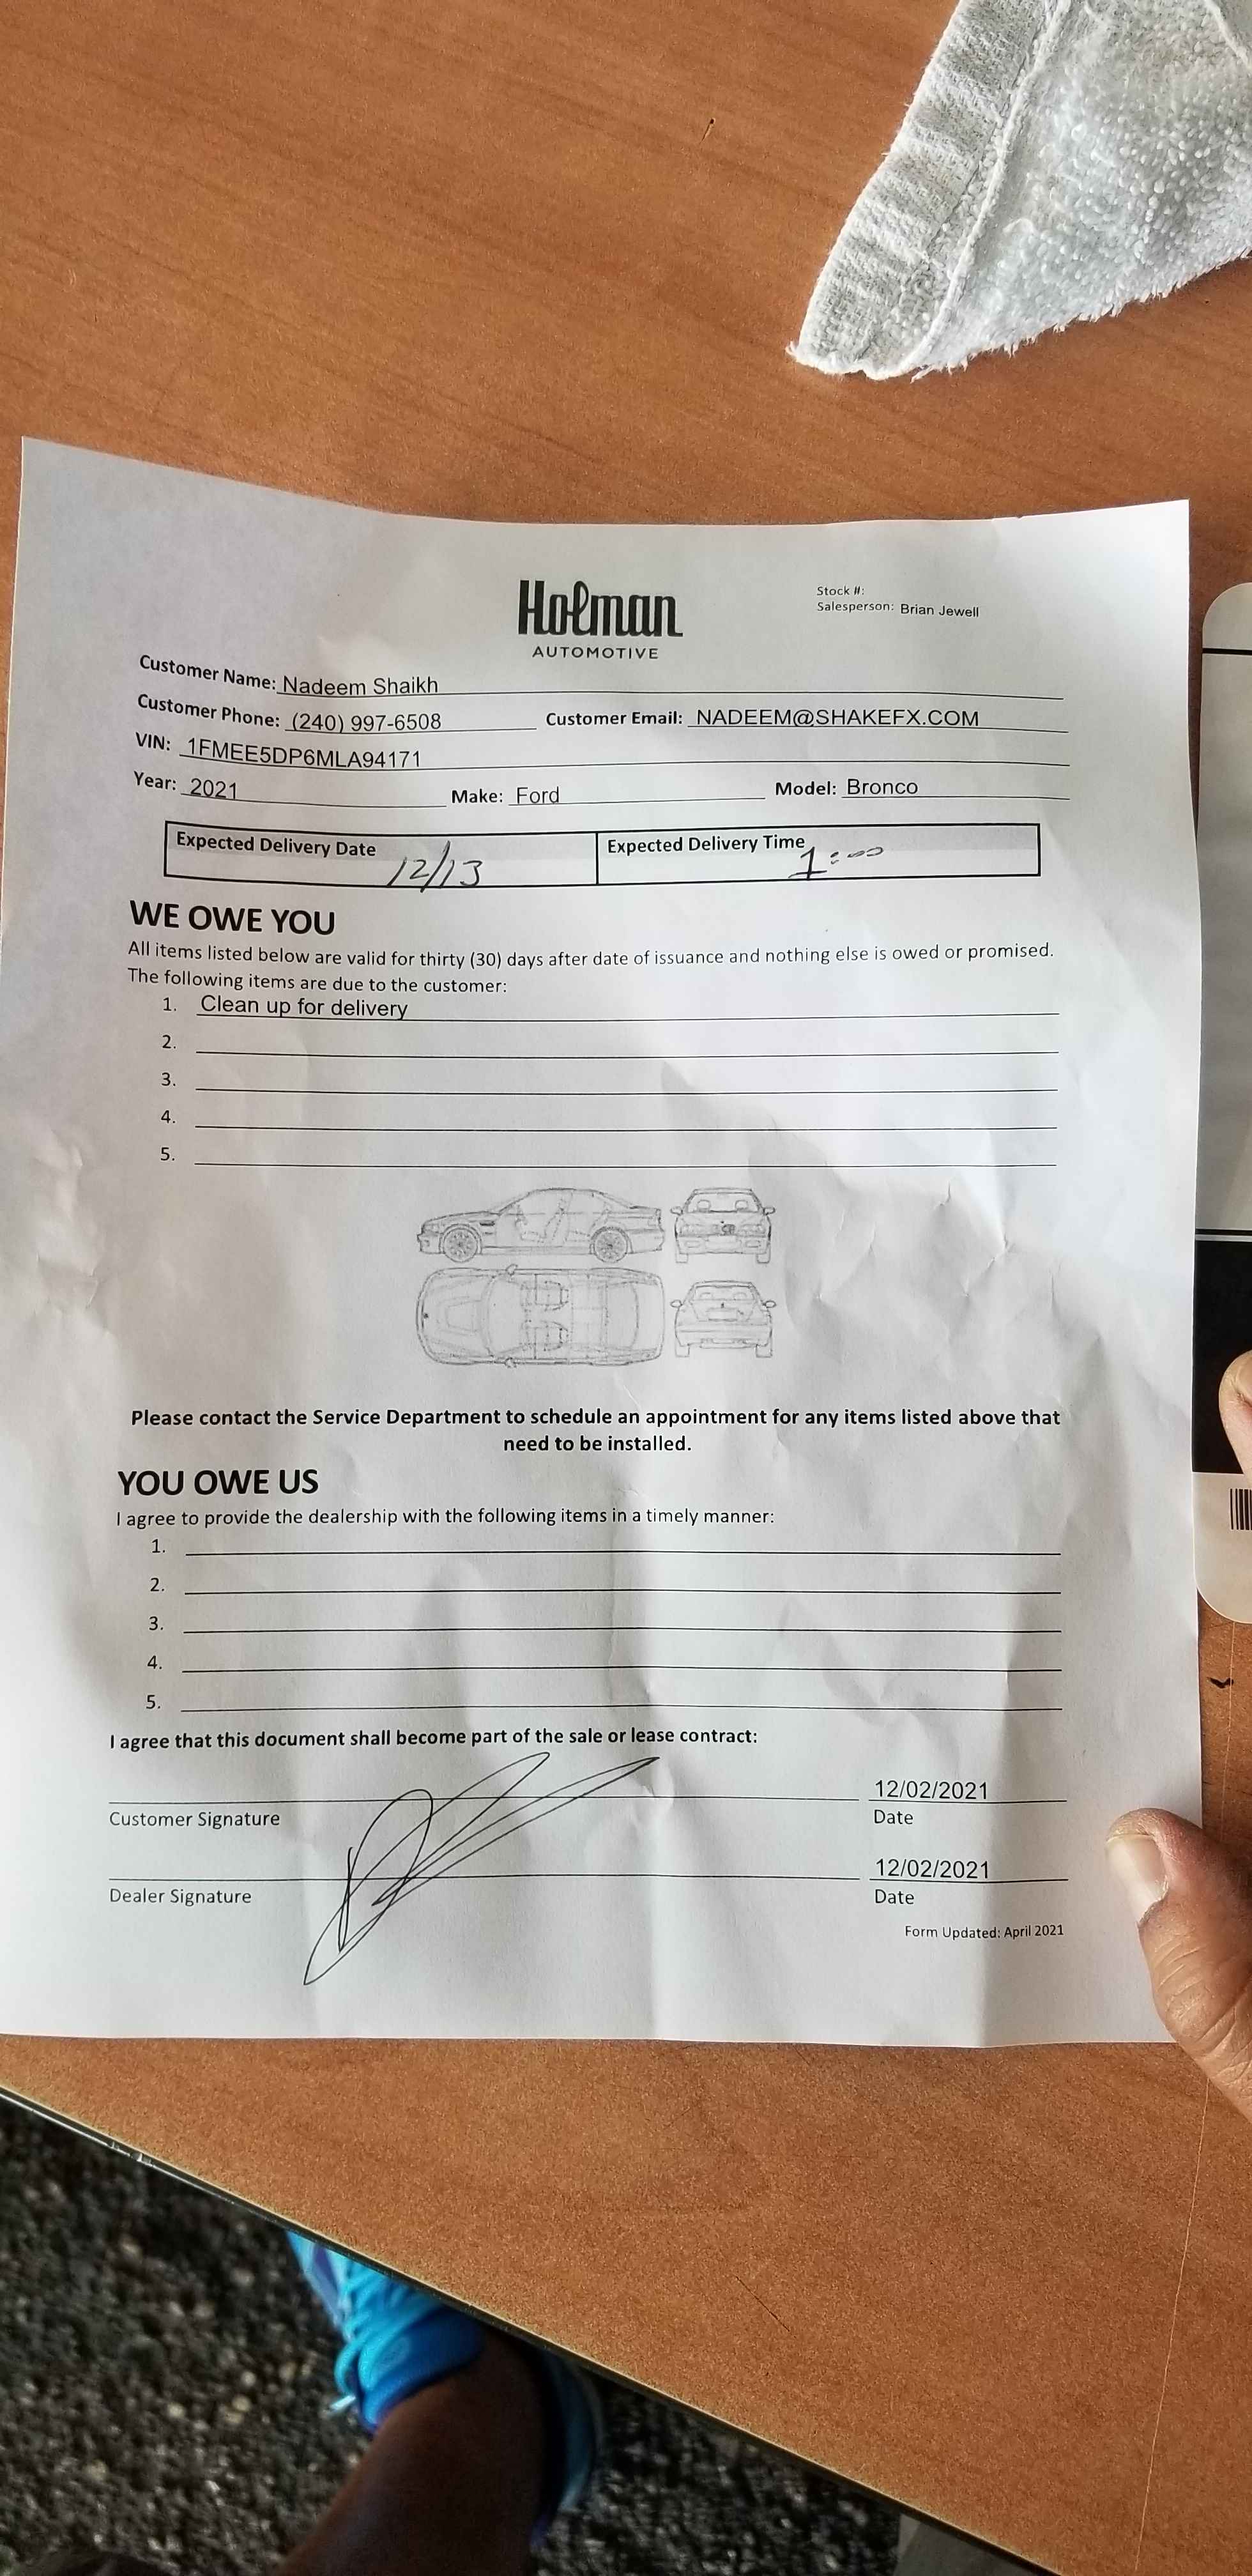 Holman
AUTOMOTIVE
Stock #:
Salesperson: Brian Jewell
Customer Name: Nadeem Shaikh
Customer Phone: (240) 997-6508 Customer Email: NADEEM@SHAKEFX.COM
VIN: 1FMEE5DP6MLA94171
Year: 2021 Make: Ford Model: Bronco
Expected Delivery Date 12/13 Expected Delivery Time 1:00
WE OWE YOU
All items listed below are valid for thirty (30) days after date of issuance and nothing else is owed or promised.
The following items are due to the customer:
1. Clean up for delivery
2.
3.
4.
5.
Please contact the Service Department to schedule an appointment for any items listed above that
need to be installed.
YOU OWE US
I agree to provide the dealership with the following items in a timely manner:
1.
2.
3.
4.
5.
I agree that this document shall become part of the sale or lease contract:
12/02/2021
Customer Signature Date
12/02/2021
Dealer Signature Date
Form Updated: April 2021